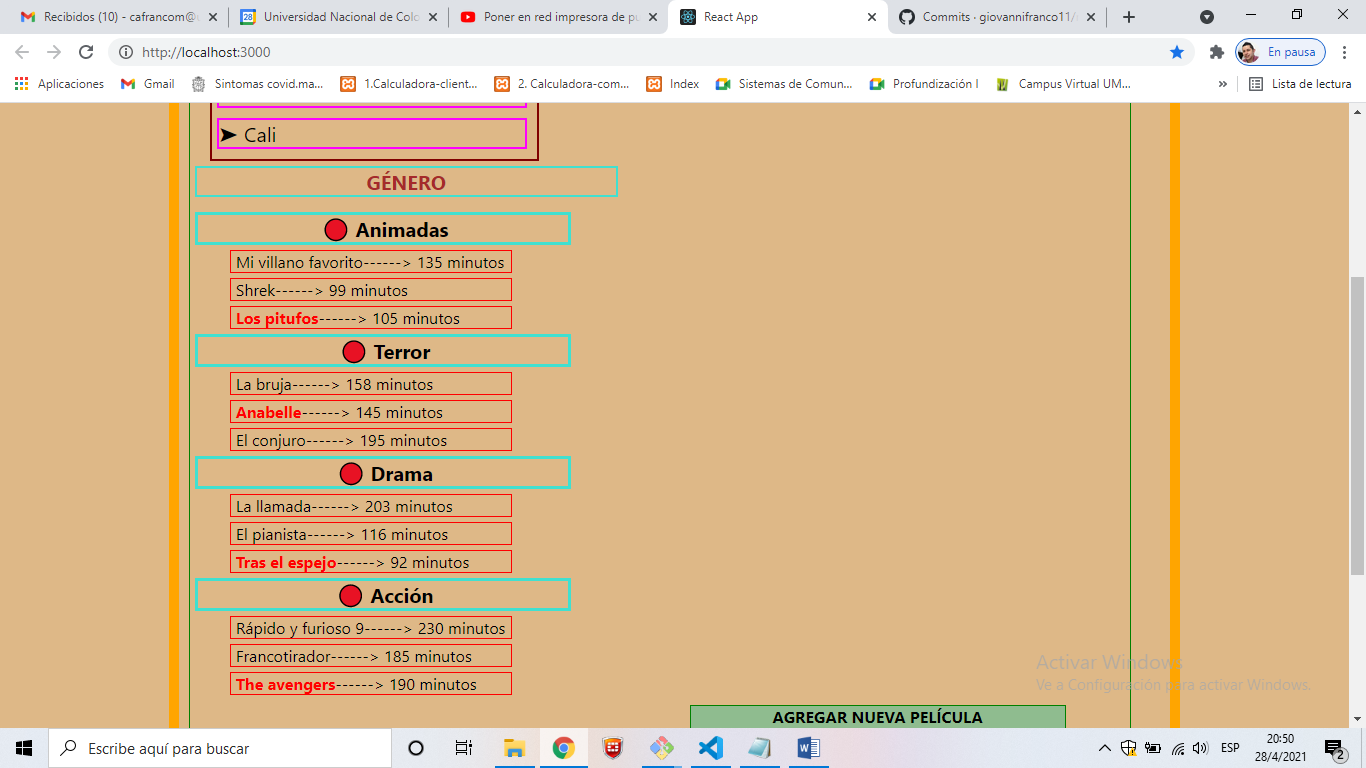 Recibidos (10) - cafrancom@
Universidad Nacional de Colo
Poner en red impresora de pu
React App
Commits · giovannifranco11/
http://localhost:3000
En pausa
Aplicaciones
Gmail
Sintomas covid.ma...
1.Calculadora-client...
2. Calculadora-com...
Index
Sistemas de Comun...
Profundización I
Campus Virtual UM...
»
Lista de lectura
➤ Cali
GÉNERO
Animadas
Mi villano favorito------> 135 minutos
Shrek------> 99 minutos
Los pitufos------> 105 minutos
Terror
La bruja------> 158 minutos
Anabelle------> 145 minutos
El conjuro------> 195 minutos
Drama
La llamada------> 203 minutos
El pianista------> 116 minutos
Tras el espejo------> 92 minutos
Acción
Rápido y furioso 9------> 230 minutos
Francotirador------> 185 minutos
The avengers------> 190 minutos
Activar Windows
Ve a Configuración para activar Windows.
AGREGAR NUEVA PELÍCULA
Escribe aquí para buscar
ESP
20:50
28/4/2021
2